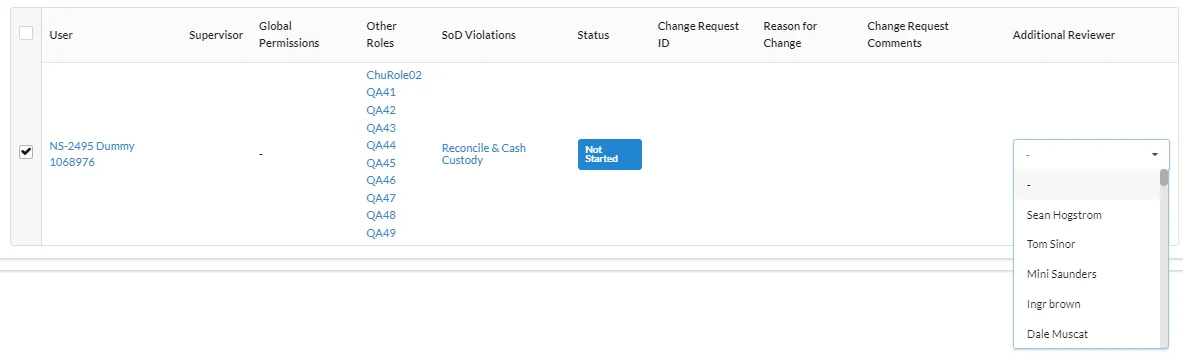 User
Supervisor
Global
Permissions
Other
Roles
SoD Violations
Status
Change Request
ID
Reason for
Change
Change Request
Comments
Additional Reviewer
NS-2495 Dummy
1068976
-
ChuRole02
QA41
QA42
QA43
QA44
QA45
QA46
QA47
QA48
QA49
Reconcile & Cash
Custody
Not
Started
-
-
Sean Hogstrom
Tom Sinor
Mini Saunders
Ingr brown
Dale Muscat